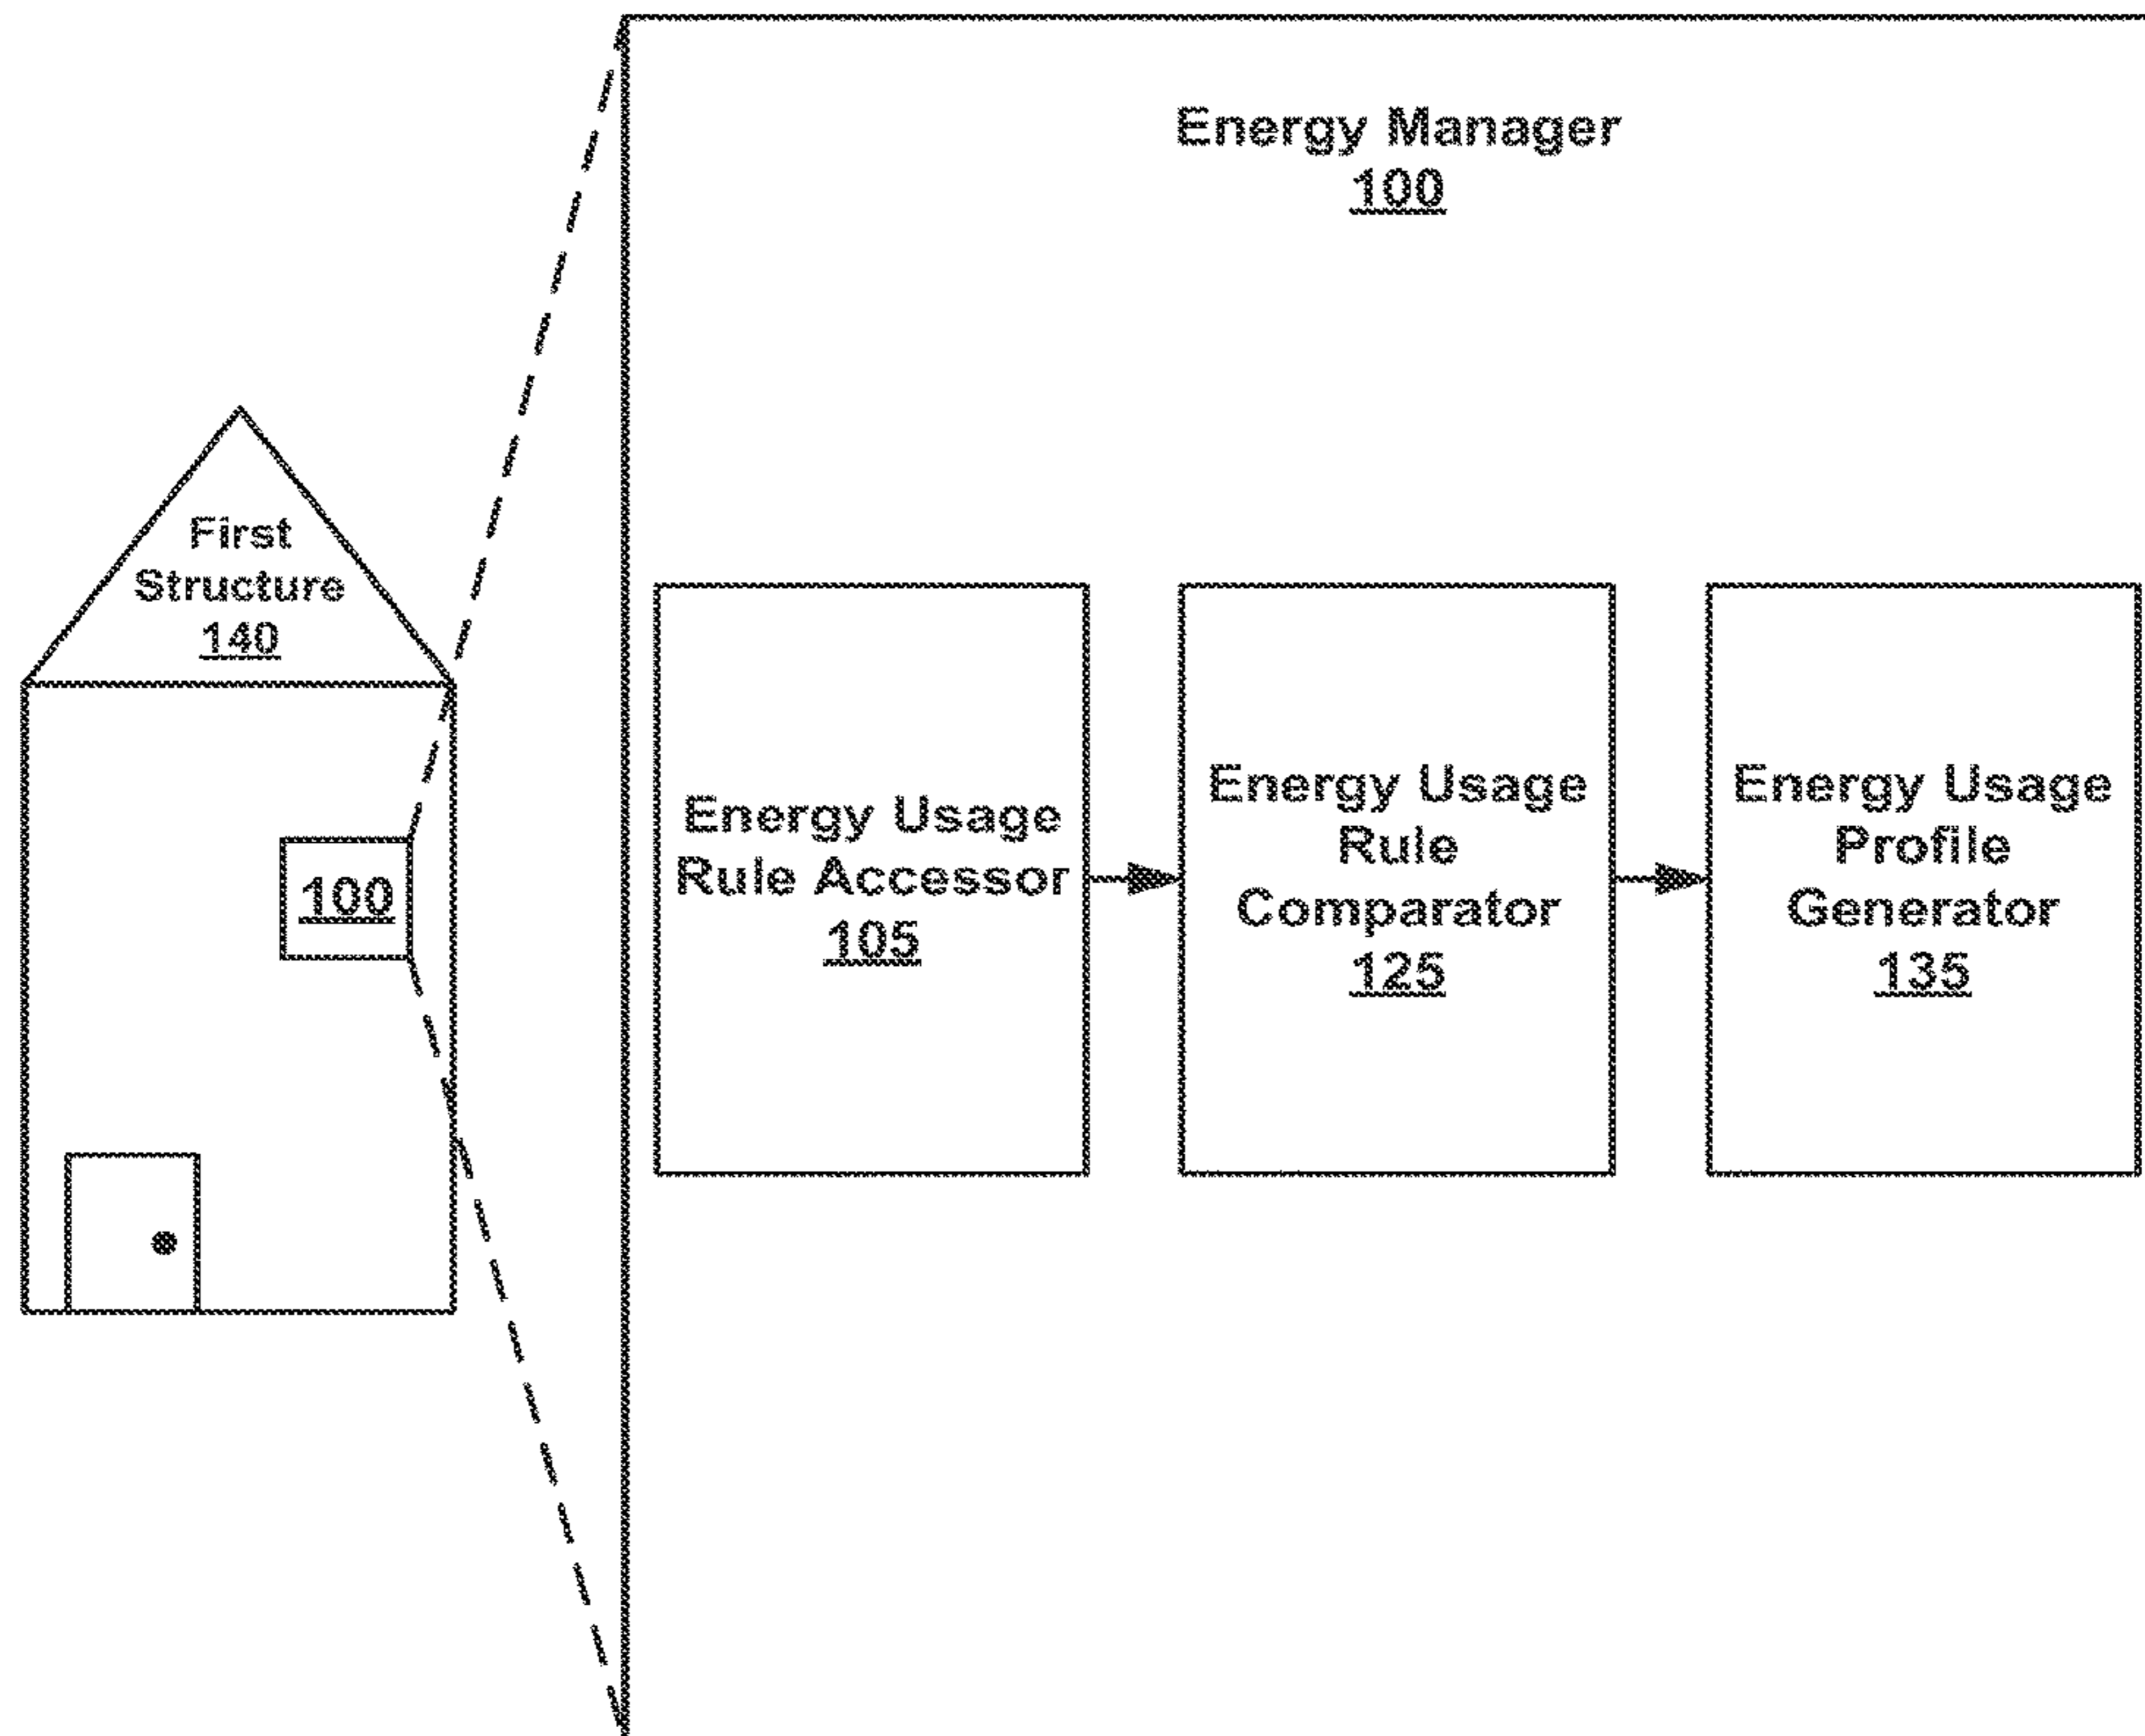 Energy Manager
100
First
Structure
140
100
Energy Usage
Rule Accessor
105
Energy Usage
Rule
Comparator
125
Energy Usage
Profile
Generator
135